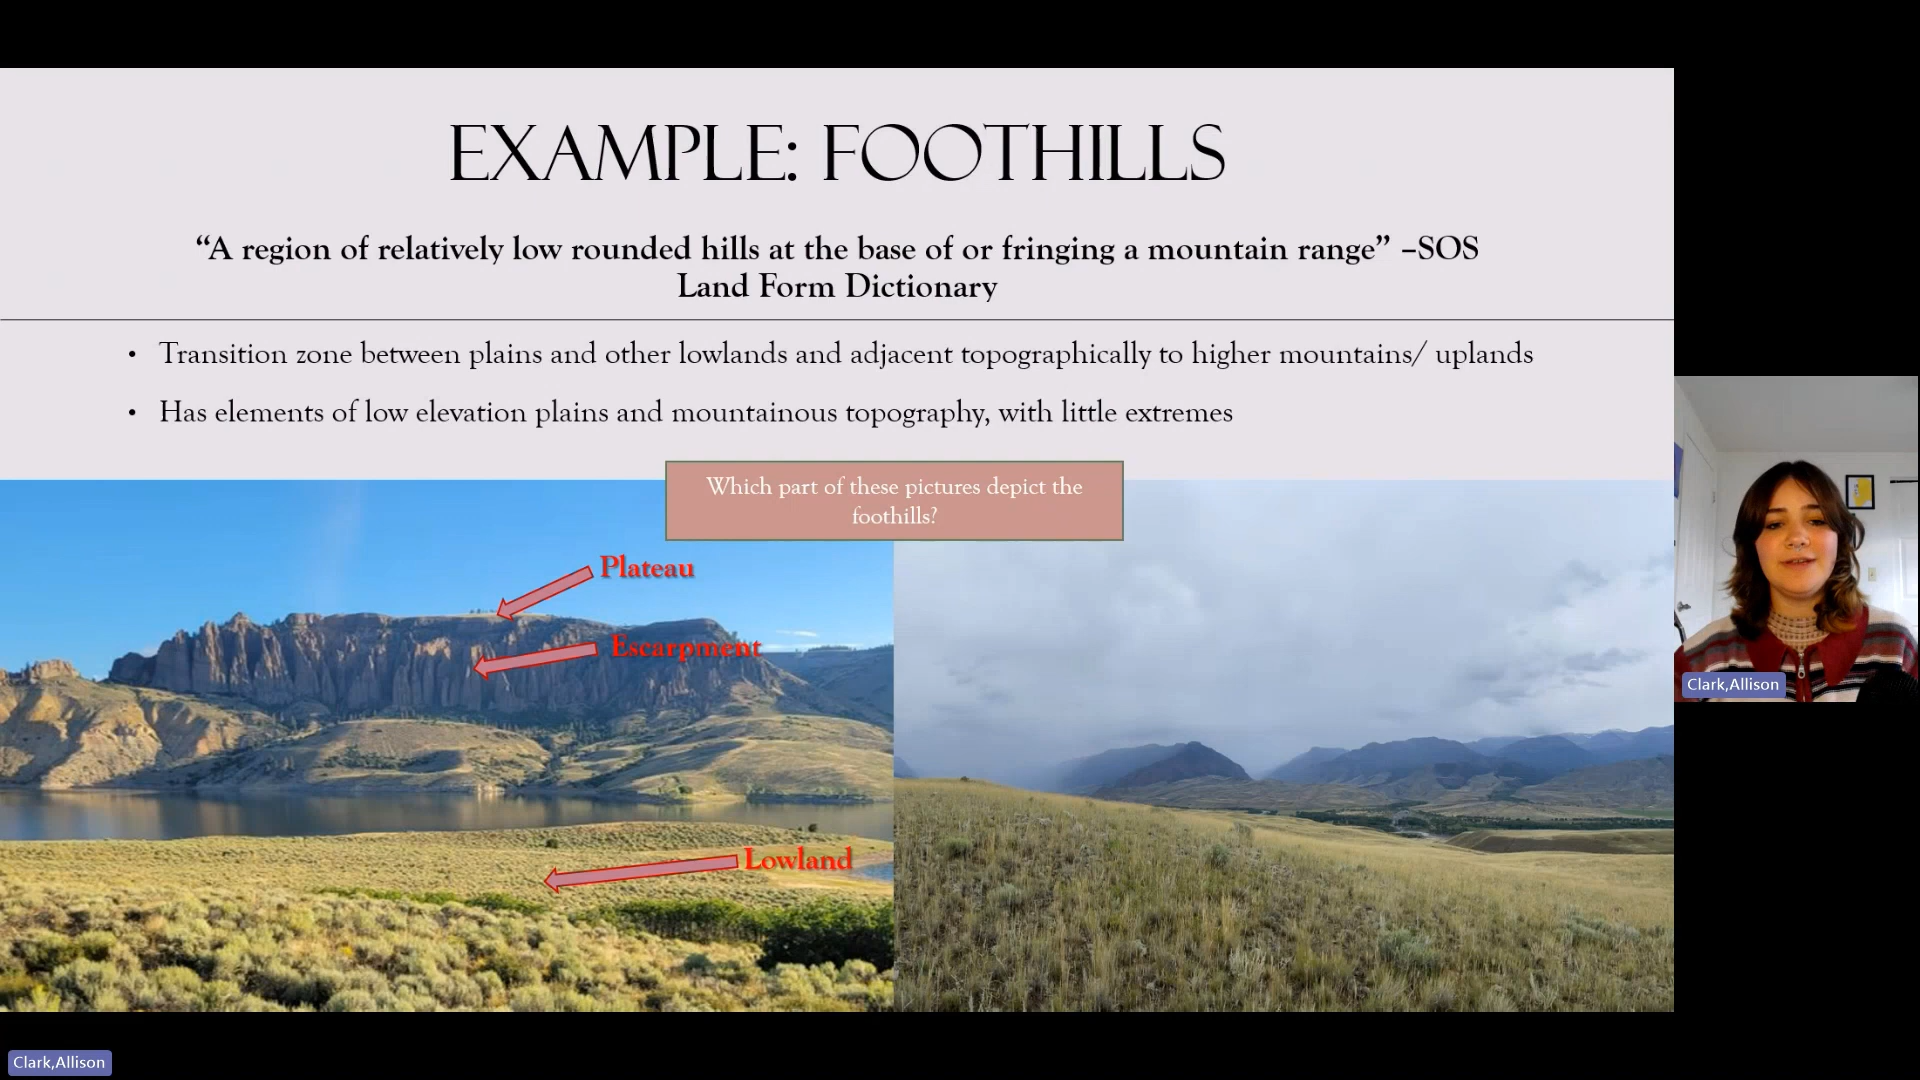 EXAMPLE: FOOTHILLS
“A region of relatively low rounded hills at the base of or fringing a mountain range” –SOS
Land Form Dictionary
• Transition zone between plains and other lowlands and adjacent topographically to higher mountains/ uplands
• Has elements of low elevation plains and mountainous topography, with little extremes
Which part of these pictures depict the
foothills?
Plateau
Escarpment
Lowland
Clark,Allison
Clark,Allison